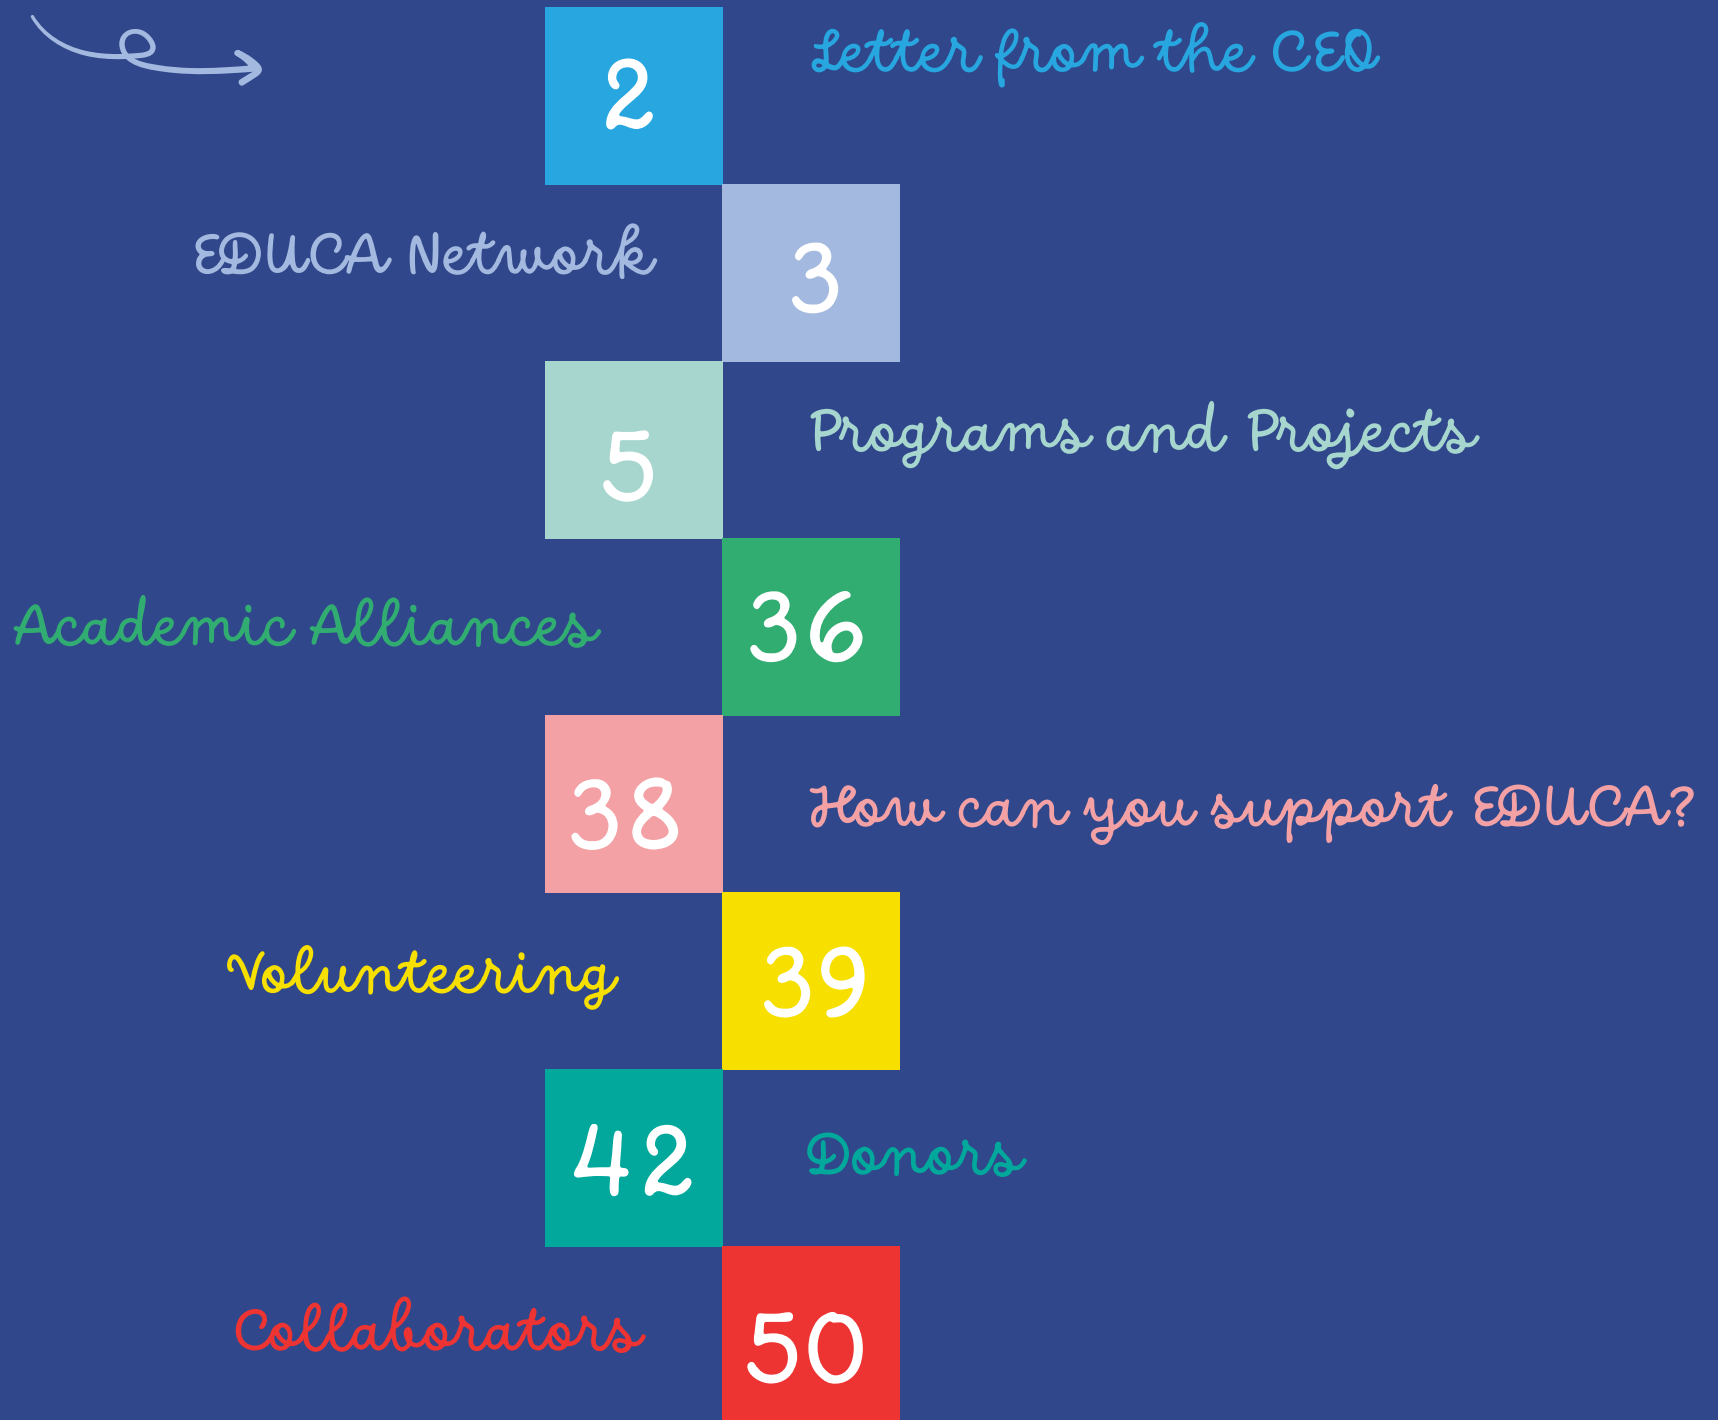 2
Letter from the CEO
EDUCA Network
3
5
Programs and Projects
Academic Alliances
36
38
How can you support EDUCA?
Volunteering
39
42
Donors
Collaborators
50